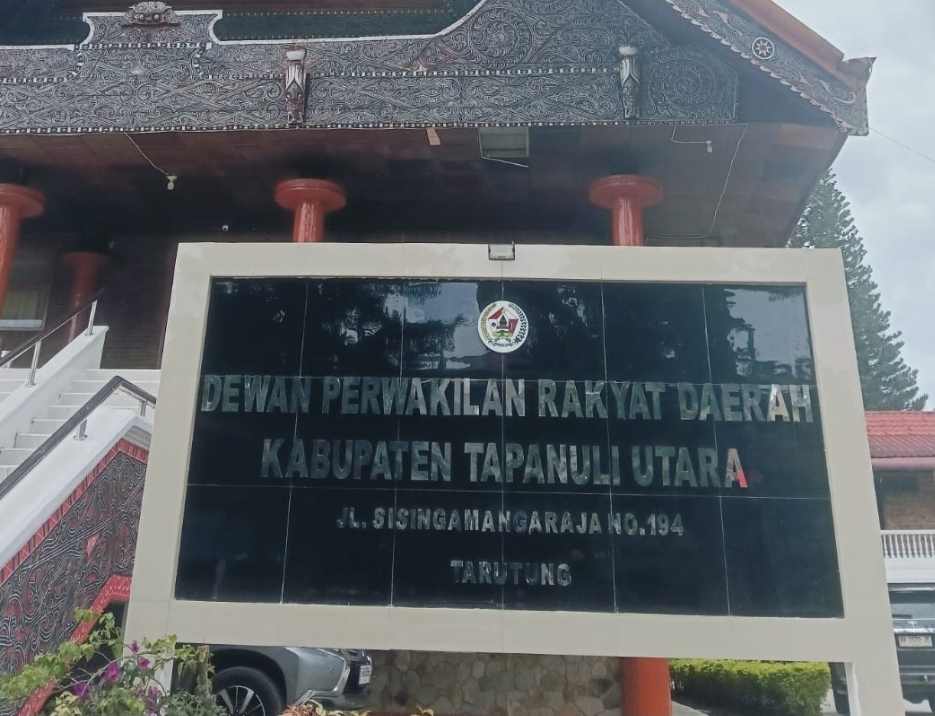 DEWAN PERWAKILAN RAKYAT DAERAH
KABUPATEN TAPANULI UTARA
JL. SISINGAMANGARAJA NO.194
TARUTUNG